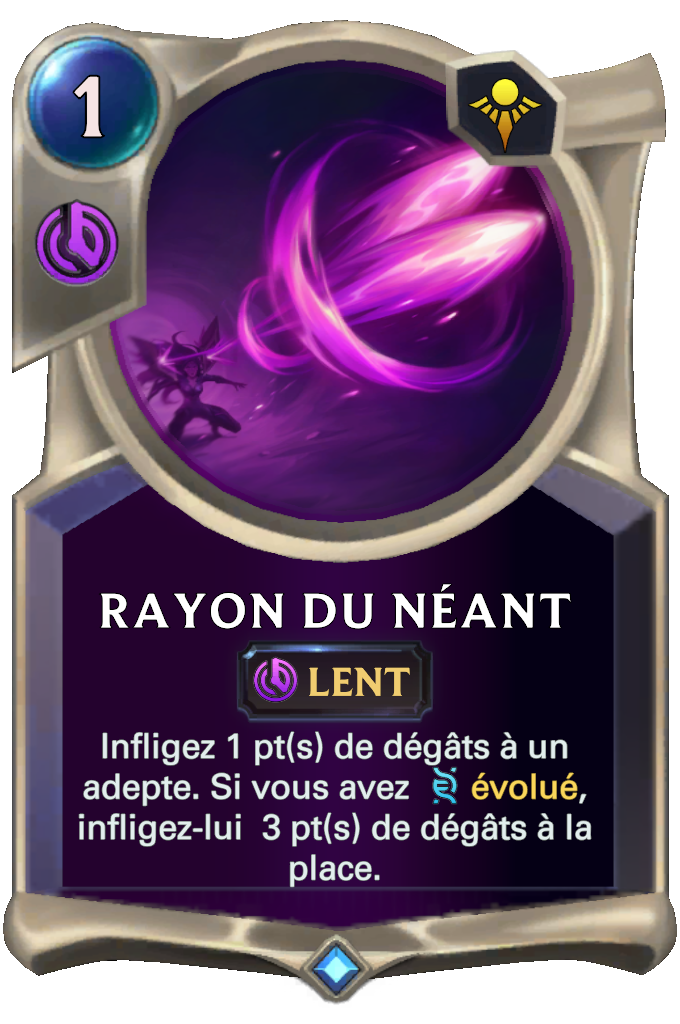 1
RAYON DU NÉANT
LENT
Infligez 1 pt(s) de dégâts à un
adepte. Si vous avez évolué,
infligez-lui 3 pt(s) de dégâts à la
place.